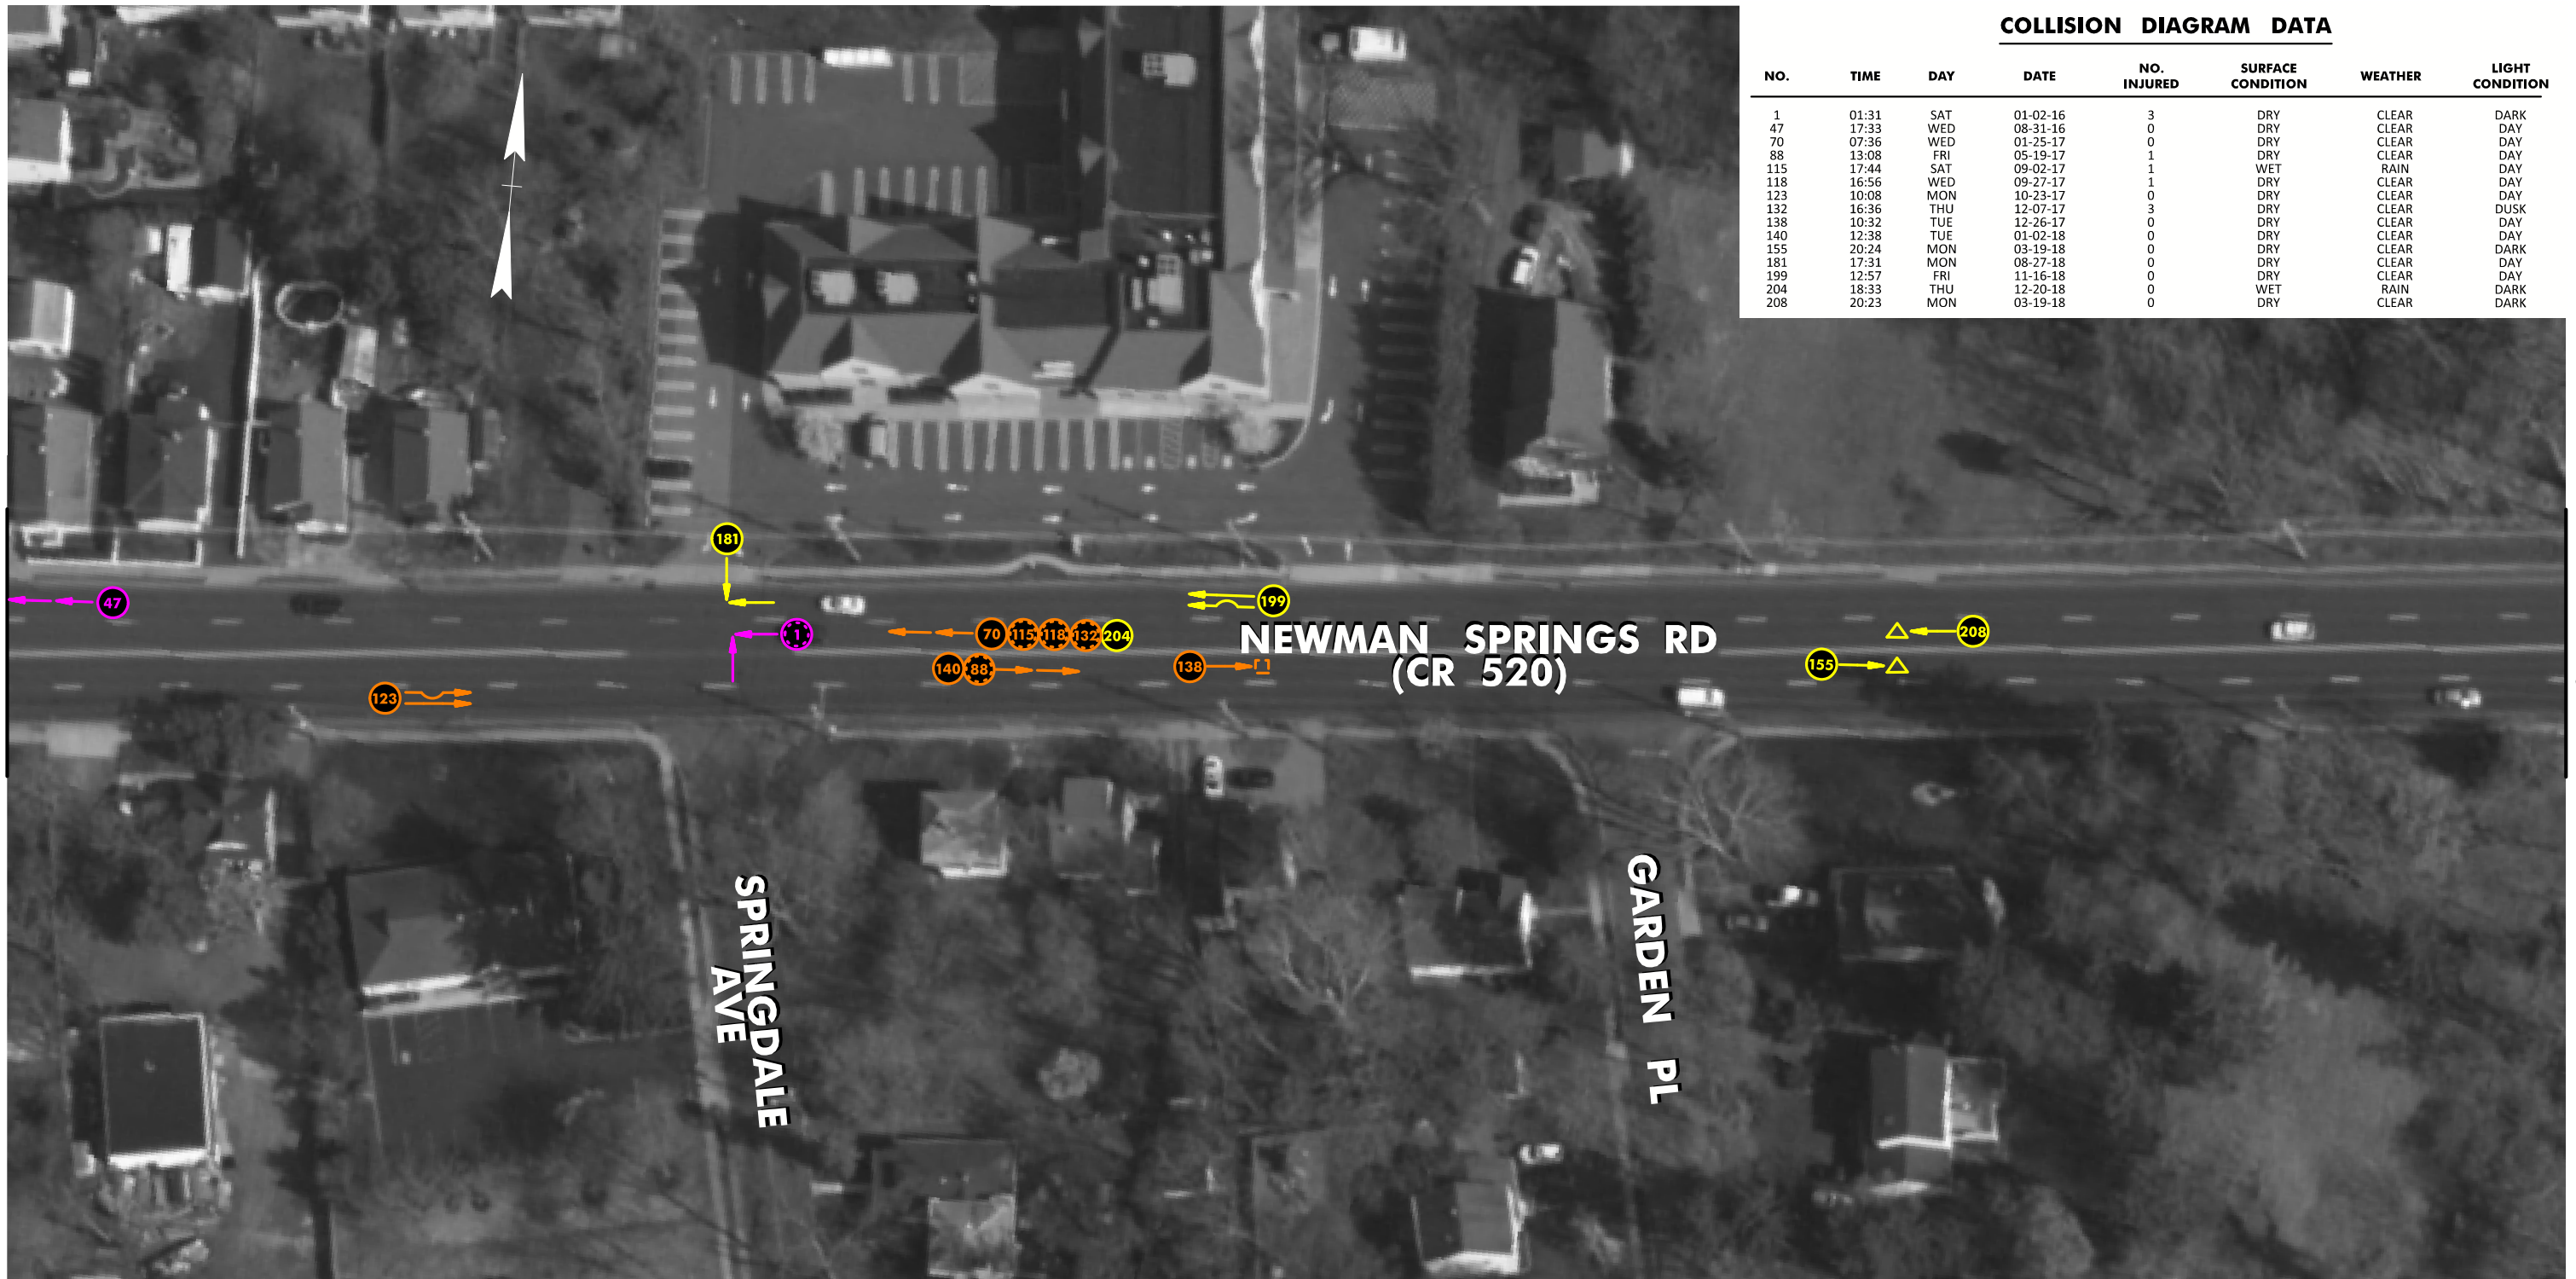 COLLISION DIAGRAM DATA
NO. TIME DAY DATE NO. INJURED SURFACE CONDITION WEATHER LIGHT CONDITION
1 01:31 SAT 01-02-16 3 DRY CLEAR DARK
47 17:33 WED 08-31-16 0 DRY CLEAR DAY
70 07:36 WED 01-25-17 0 DRY CLEAR DAY
88 13:08 FRI 05-19-17 1 DRY CLEAR DAY
115 17:44 SAT 09-02-17 1 WET RAIN DAY
118 16:56 WED 09-27-17 1 DRY CLEAR DAY
123 10:08 MON 10-23-17 0 DRY CLEAR DAY
132 16:36 THU 12-07-17 3 DRY CLEAR DUSK
138 10:32 TUE 12-26-17 0 DRY CLEAR DAY
140 12:38 TUE 01-02-18 0 DRY CLEAR DAY
155 20:24 MON 03-19-18 0 DRY CLEAR DARK
181 17:31 MON 08-27-18 0 DRY CLEAR DAY
199 12:57 FRI 11-16-18 0 DRY CLEAR DAY
204 18:33 THU 12-20-18 0 WET RAIN DARK
208 20:23 MON 03-19-18 0 DRY CLEAR DARK
181
47
199
1
70 115 118 132 204
NEWMAN SPRINGS RD
208
140 88
138
(CR 520)
155
123
SPRINGDALE
AVE
GARDEN PL